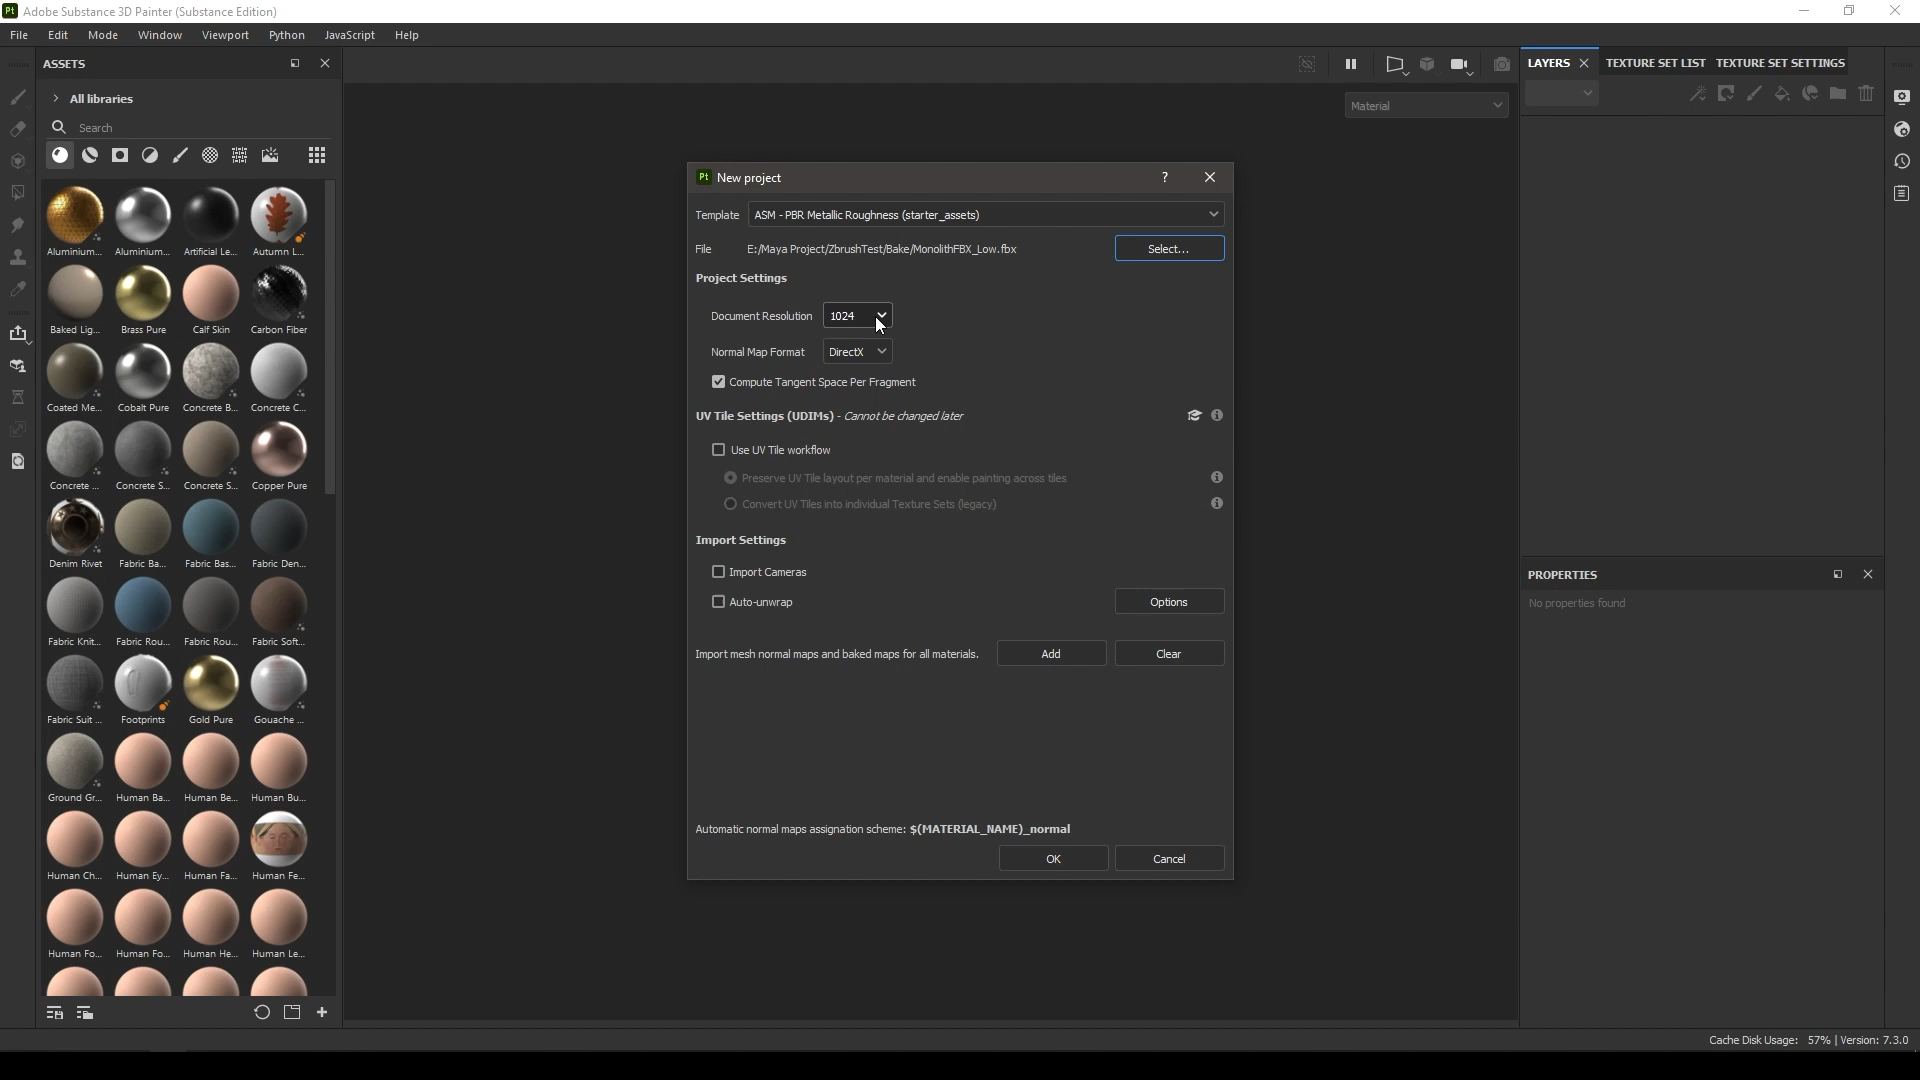 Pt Adobe Substance 3D Painter (Substance Edition)
File Edit Mode Window Viewport Python JavaScript Help
ASSETS
LAYERS TEXTURE SET LIST TEXTURE SET SETTINGS
All libraries
Search
Material
Aluminium... Aluminium... Artificial Le... Autumn L...
Baked Lig... Brass Pure Calf Skin Carbon Fiber
Coated Me... Cobalt Pure Concrete B... Concrete C...
Concrete ... Concrete S... Concrete S... Copper Pure
Denim Rivet Fabric Ba... Fabric Bas... Fabric Den...
Fabric Knit... Fabric Rou... Fabric Rou... Fabric Soft...
Fabric Suit ... Footprints Gold Pure Gouache ...
Ground Gr... Human Ba... Human Be... Human Bu...
Human Ch... Human Ey... Human Fa... Human Fe...
Human Fo... Human Fo... Human He... Human Le...
Pt New project ?
Template ASM - PBR Metallic Roughness (starter_assets)
File E:/Maya Project/ZbrushTest/Bake/MonolithFBX_Low.fbx Select...
Project Settings
Document Resolution 1024
Normal Map Format DirectX
Compute Tangent Space Per Fragment
UV Tile Settings (UDIMs) - Cannot be changed later
Use UV Tile workflow
Preserve UV Tile layout per material and enable painting across tiles
Convert UV Tiles into individual Texture Sets (legacy)
Import Settings
Import Cameras
Auto-unwrap Options
Import mesh normal maps and baked maps for all materials. Add Clear
Automatic normal maps assignation scheme: $(MATERIAL_NAME)_normal
OK Cancel
PROPERTIES
No properties found
Cache Disk Usage: 57% | Version: 7.3.0